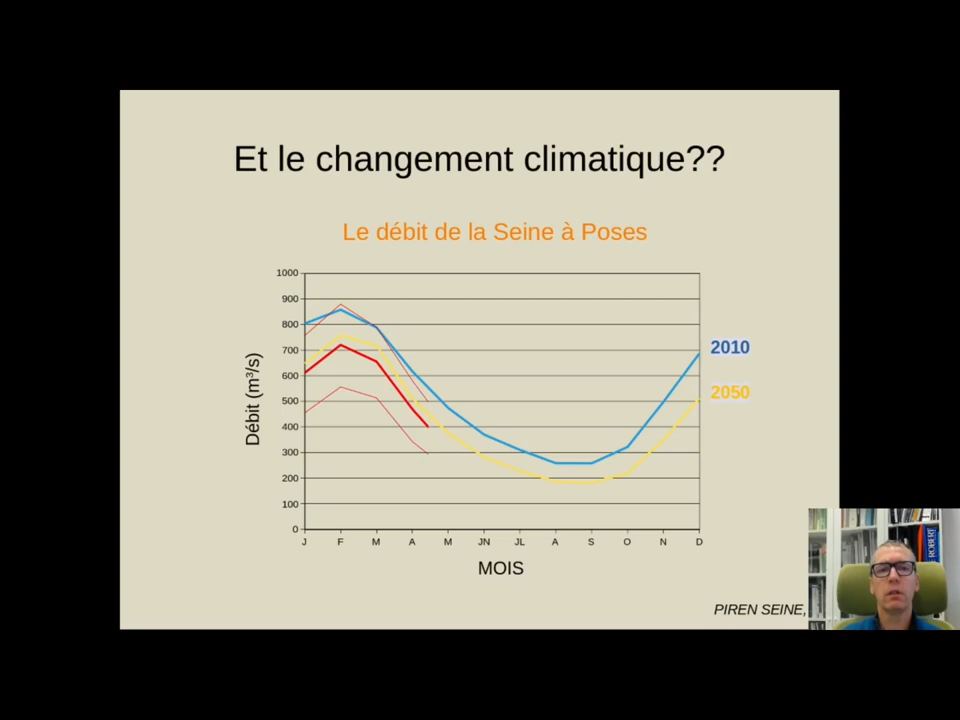 Et le changement climatique??
Le débit de la Seine à Poses
1000
900
800
700
600
500
400
300
200
100
0
Débit (m³/s)
J F M A M JN JL A S O N D
MOIS
2010
2050
PIREN SEINE,
ROBERT